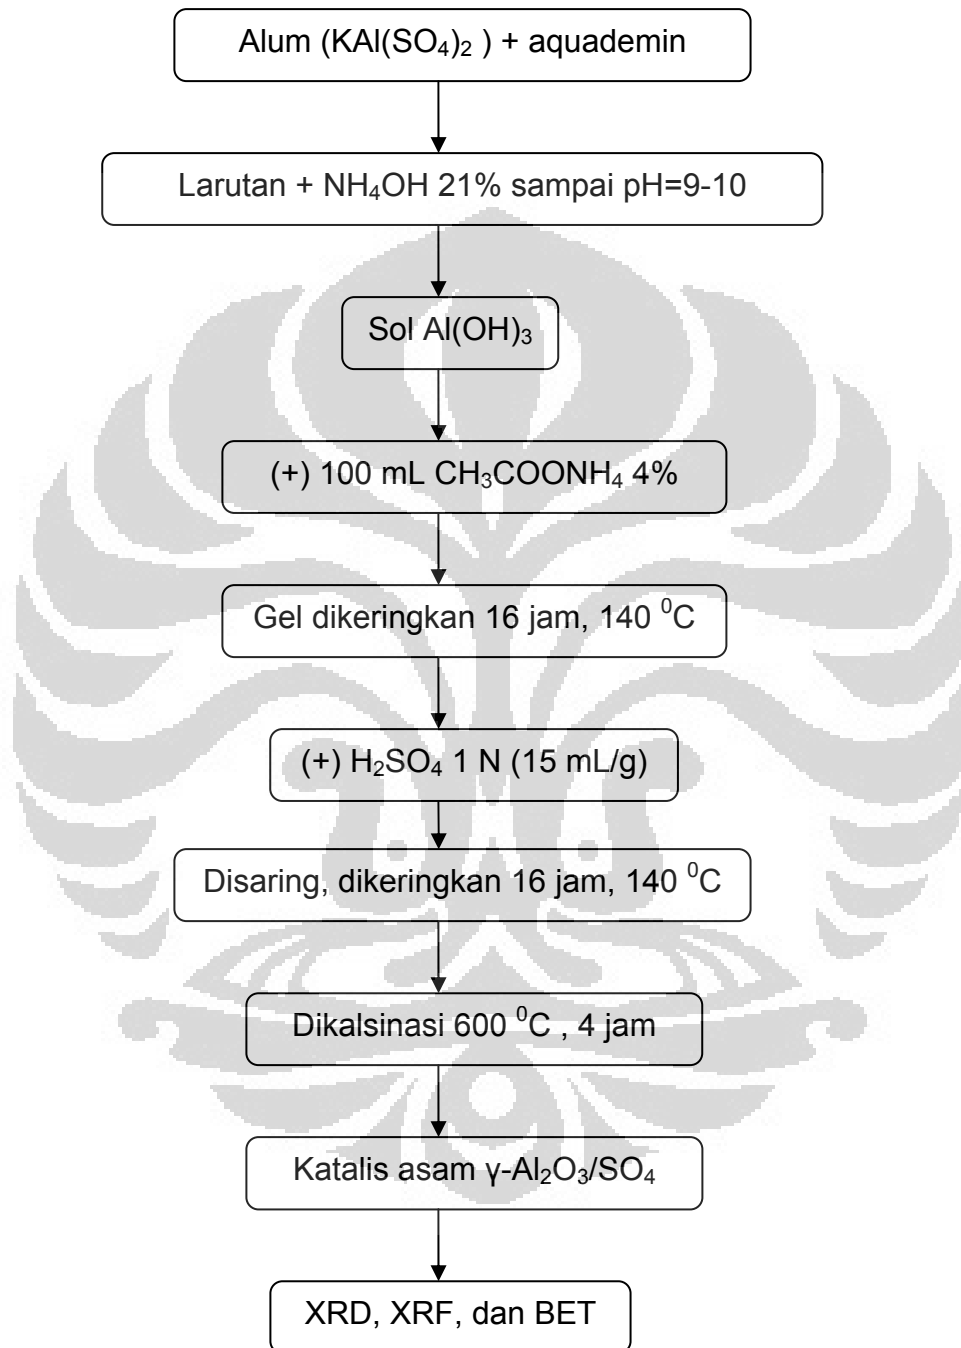 Alum (KAl(SO₄)₂ ) + aquademin
Larutan + NH₄OH 21% sampai pH=9-10
Sol Al(OH)₃
(+) 100 mL CH₃COONH₄ 4%
Gel dikeringkan 16 jam, 140 ⁰C
(+) H₂SO₄ 1 N (15 mL/g)
Disaring, dikeringkan 16 jam, 140 ⁰C
Dikalsinasi 600 ⁰C , 4 jam
Katalis asam γ-Al₂O₃/SO₄
XRD, XRF, dan BET